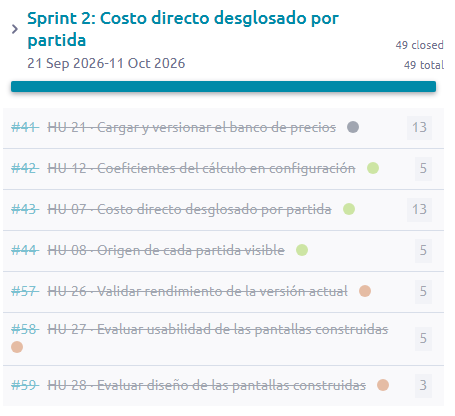 Sprint 2: Costo directo desglosado por
partida
49 closed
21 Sep 2026-11 Oct 2026
49 total
#41 HU 21 · Cargar y versionar el banco de precios 13
#42 HU 12 · Coeficientes del cálculo en configuración 5
#43 HU 07 · Costo directo desglosado por partida 13
#44 HU 08 · Origen de cada partida visible 5
#57 HU 26 · Validar rendimiento de la versión actual 5
#58 HU 27 · Evaluar usabilidad de las pantallas construidas 5
#59 HU 28 · Evaluar diseño de las pantallas construidas 3